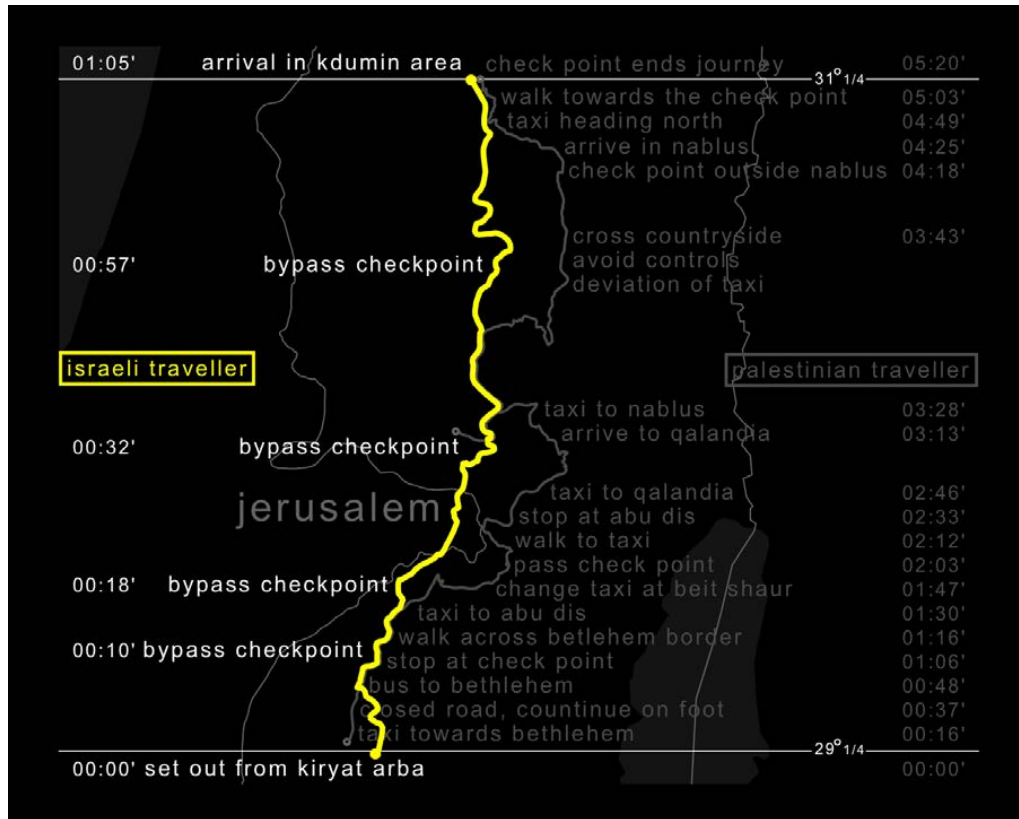 01:05' arrival in kdumin area check point ends journey 05:20'
31°1/4
walk towards the check point 05:03'
taxi heading north 04:49'
arrive in nablus 04:25'
check point outside nablus 04:18'
cross countryside 03:43'
avoid controls
00:57' bypass checkpoint
deviation of taxi
israeli traveller palestinian traveller
taxi to nablus 03:28'
arrive to qalandia 03:13'
00:32' bypass checkpoint
taxi to qalandia 02:46'
jerusalem
stop at abu dis 02:33'
walk to taxi 02:12'
pass check point 02:03'
00:18' bypass checkpoint change taxi at beit shaur 01:47'
taxi to abu dis 01:30'
walk across betlehem border 01:16'
00:10' bypass checkpoint
stop at check point 01:06'
bus to bethlehem 00:48'
closed road, countinue on foot 00:37'
taxi towards bethlehem 00:16'
29°1/4
00:00' set out from kiryat arba 00:00'